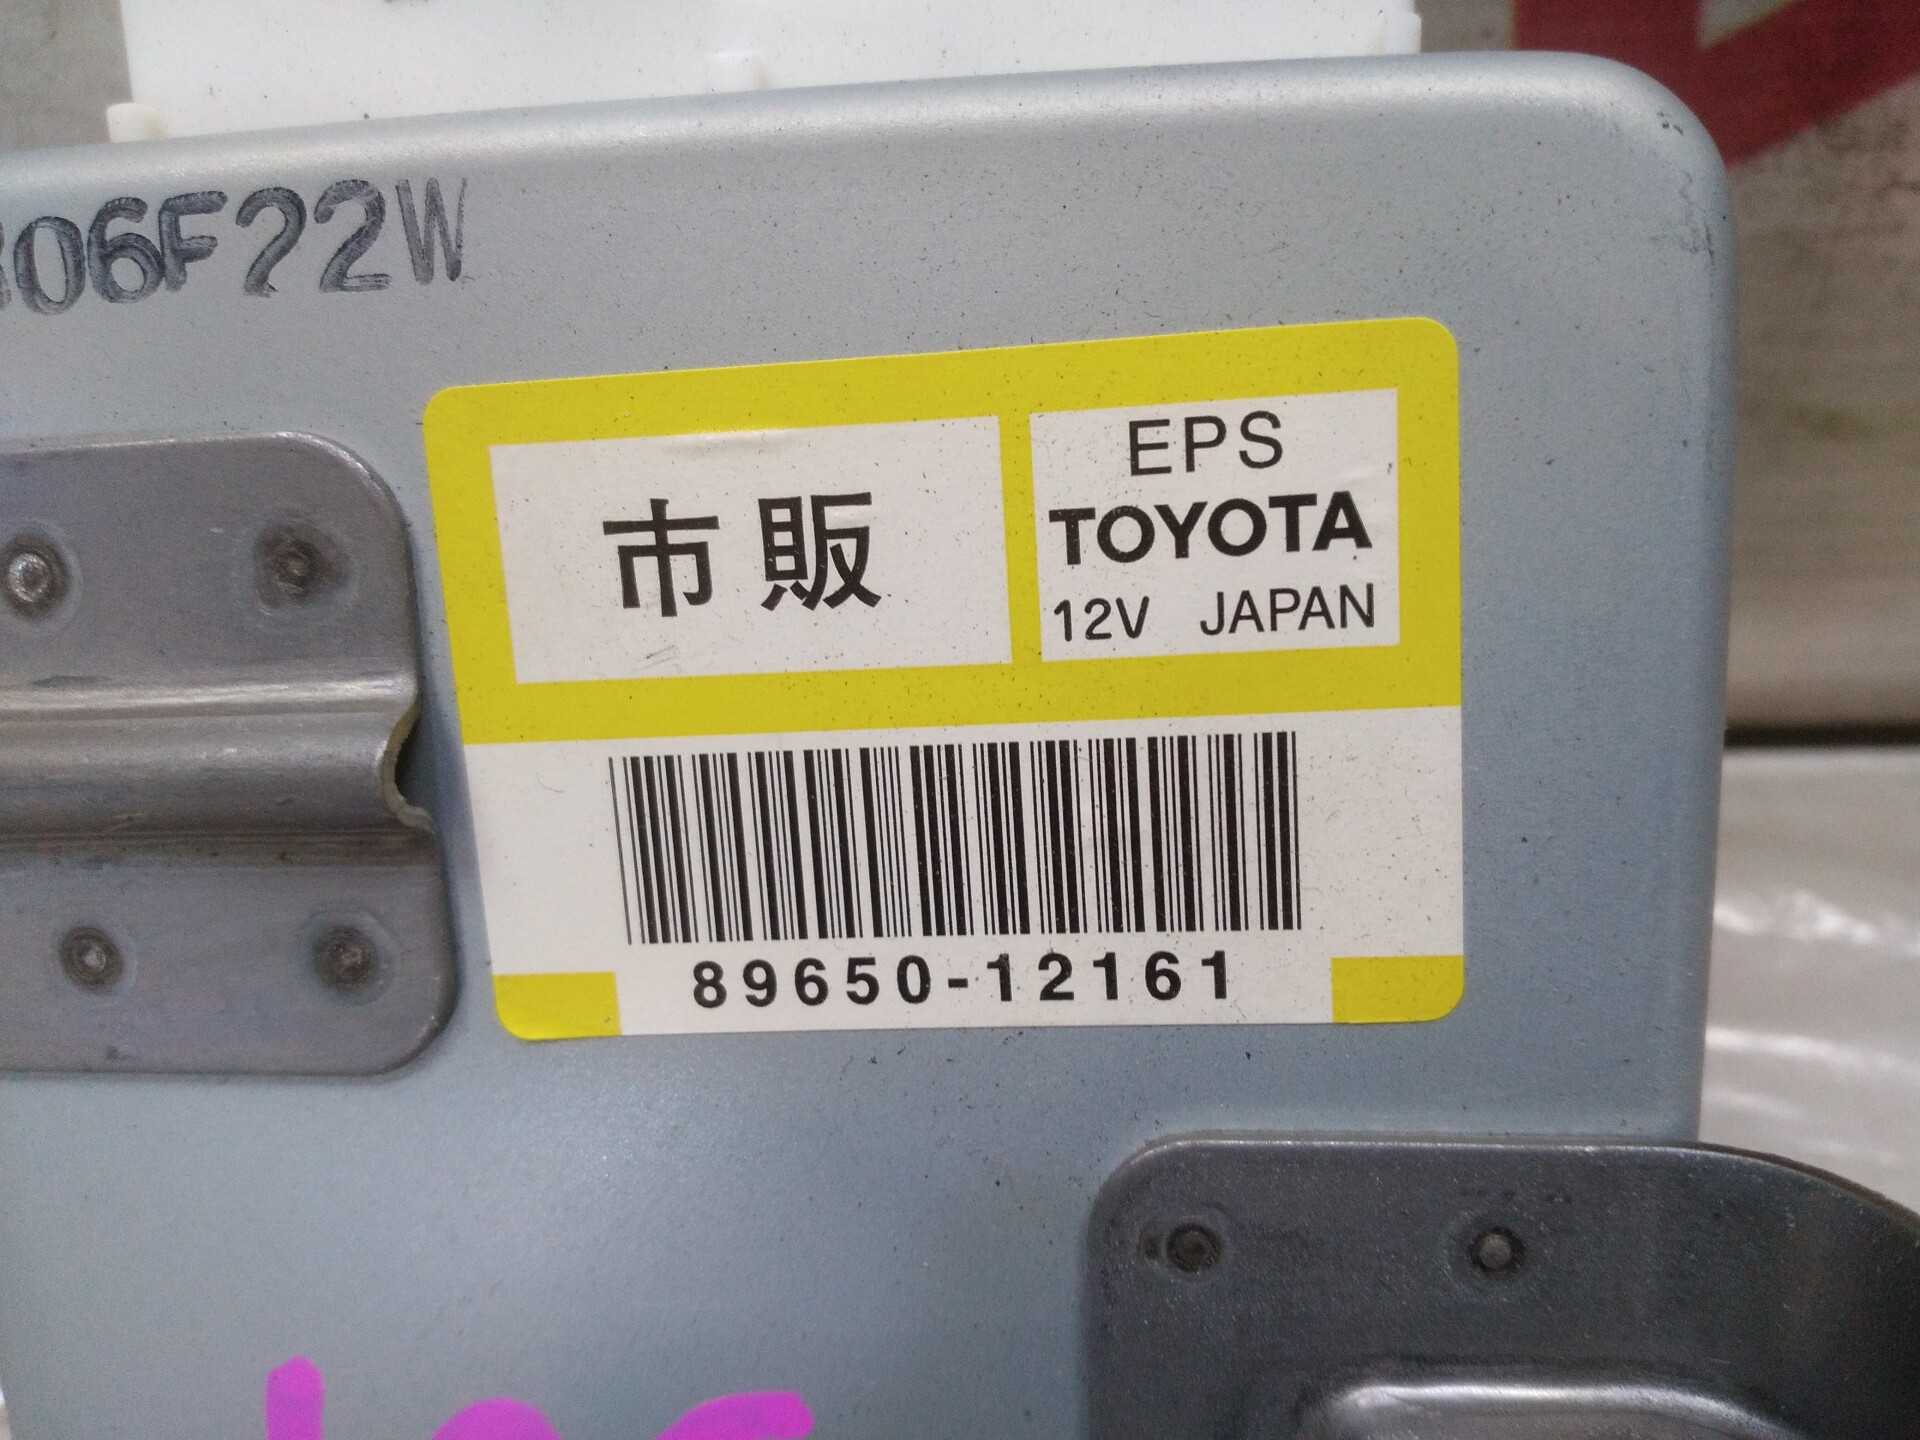 06F22W
市販
EPS
TOYOTA
12V JAPAN
89650-12161